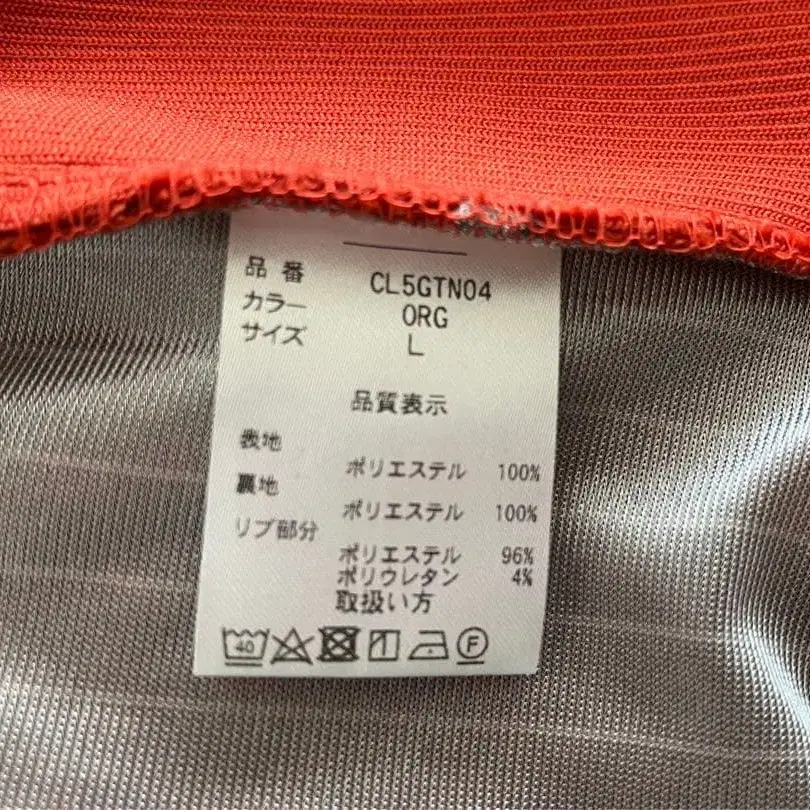 品番 CL5GTN04
カラー ORG
サイズ L
品質表示
表地
ポリエステル 100%
裏地
ポリエステル 100%
リブ部分
ポリエステル 96%
ポリウレタン 4%
取扱い方
40 F